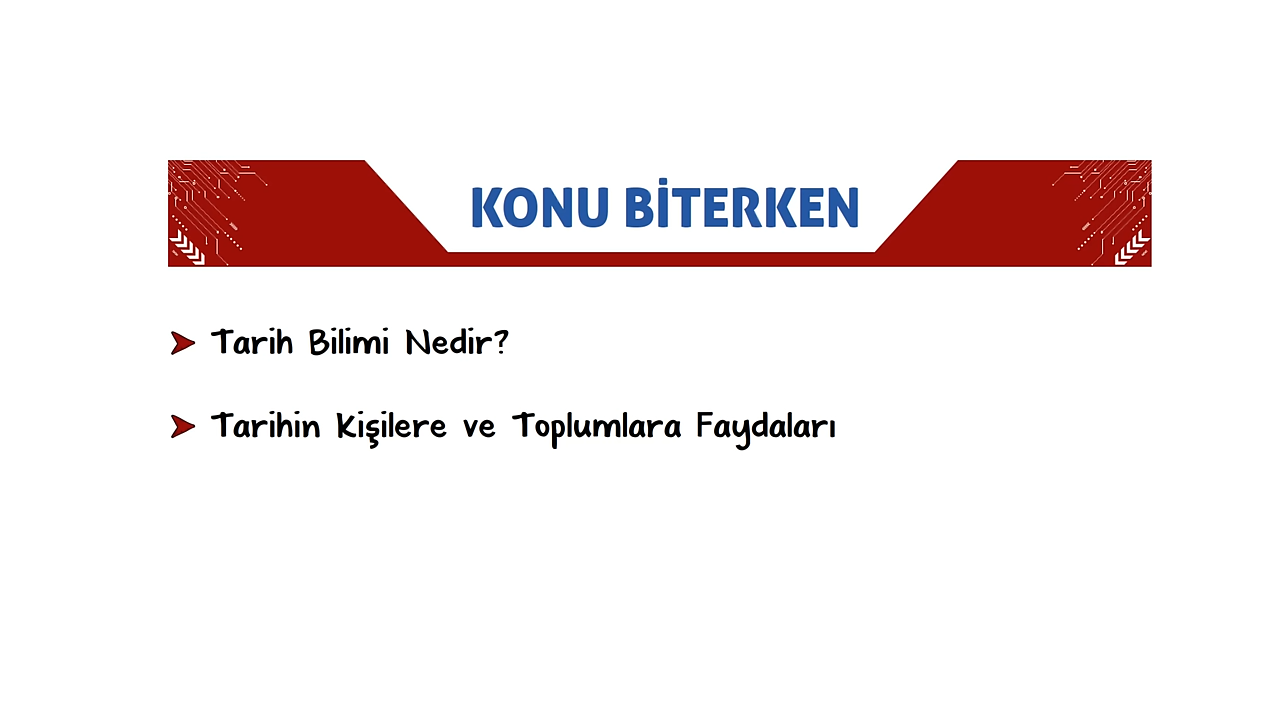 KONU BİTERKEN
Tarih Bilimi Nedir?
Tarihin Kişilere ve Toplumlara Faydaları